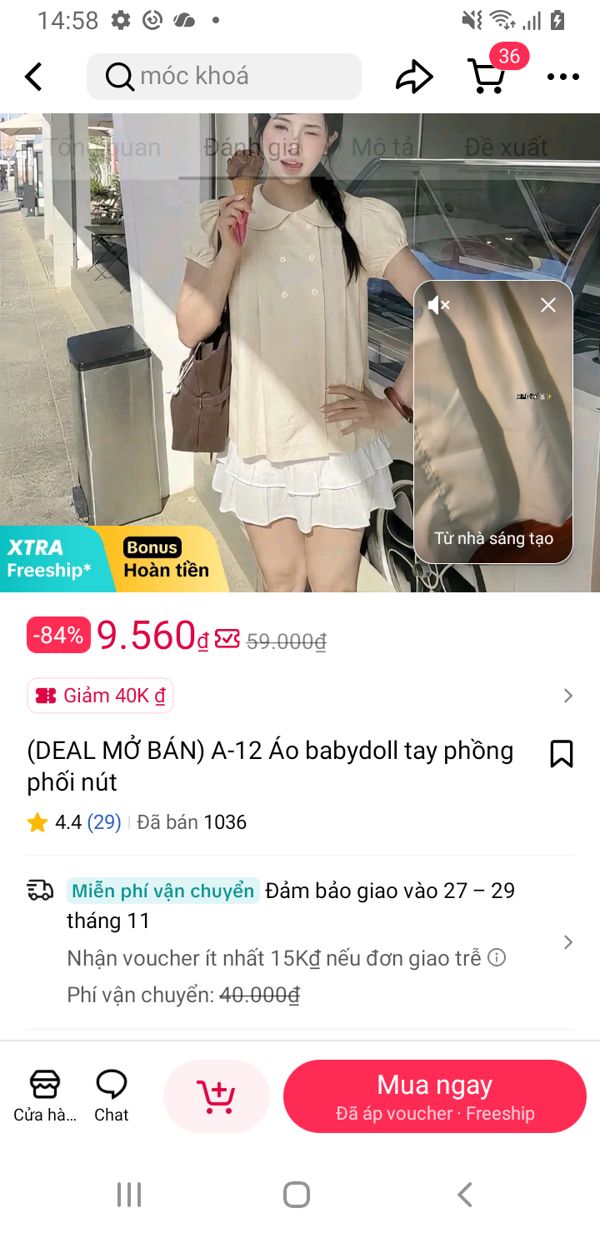 14:58
36
móc khoá
Tổng quan Đánh giá Mô tả Đề xuất
Từ nhà sáng tạo
XTRA
Freeship*
Bonus
Hoàn tiền
-84% 9.560₫ 59.000₫
Giảm 40K ₫
(DEAL MỞ BÁN) A-12 Áo babydoll tay phồng
phối nút
4.4 (29) Đã bán 1036
Miễn phí vận chuyển Đảm bảo giao vào 27 – 29
tháng 11
Nhận voucher ít nhất 15K₫ nếu đơn giao trễ
Phí vận chuyển: 40.000₫
Cửa hà... Chat
Mua ngay
Đã áp voucher · Freeship